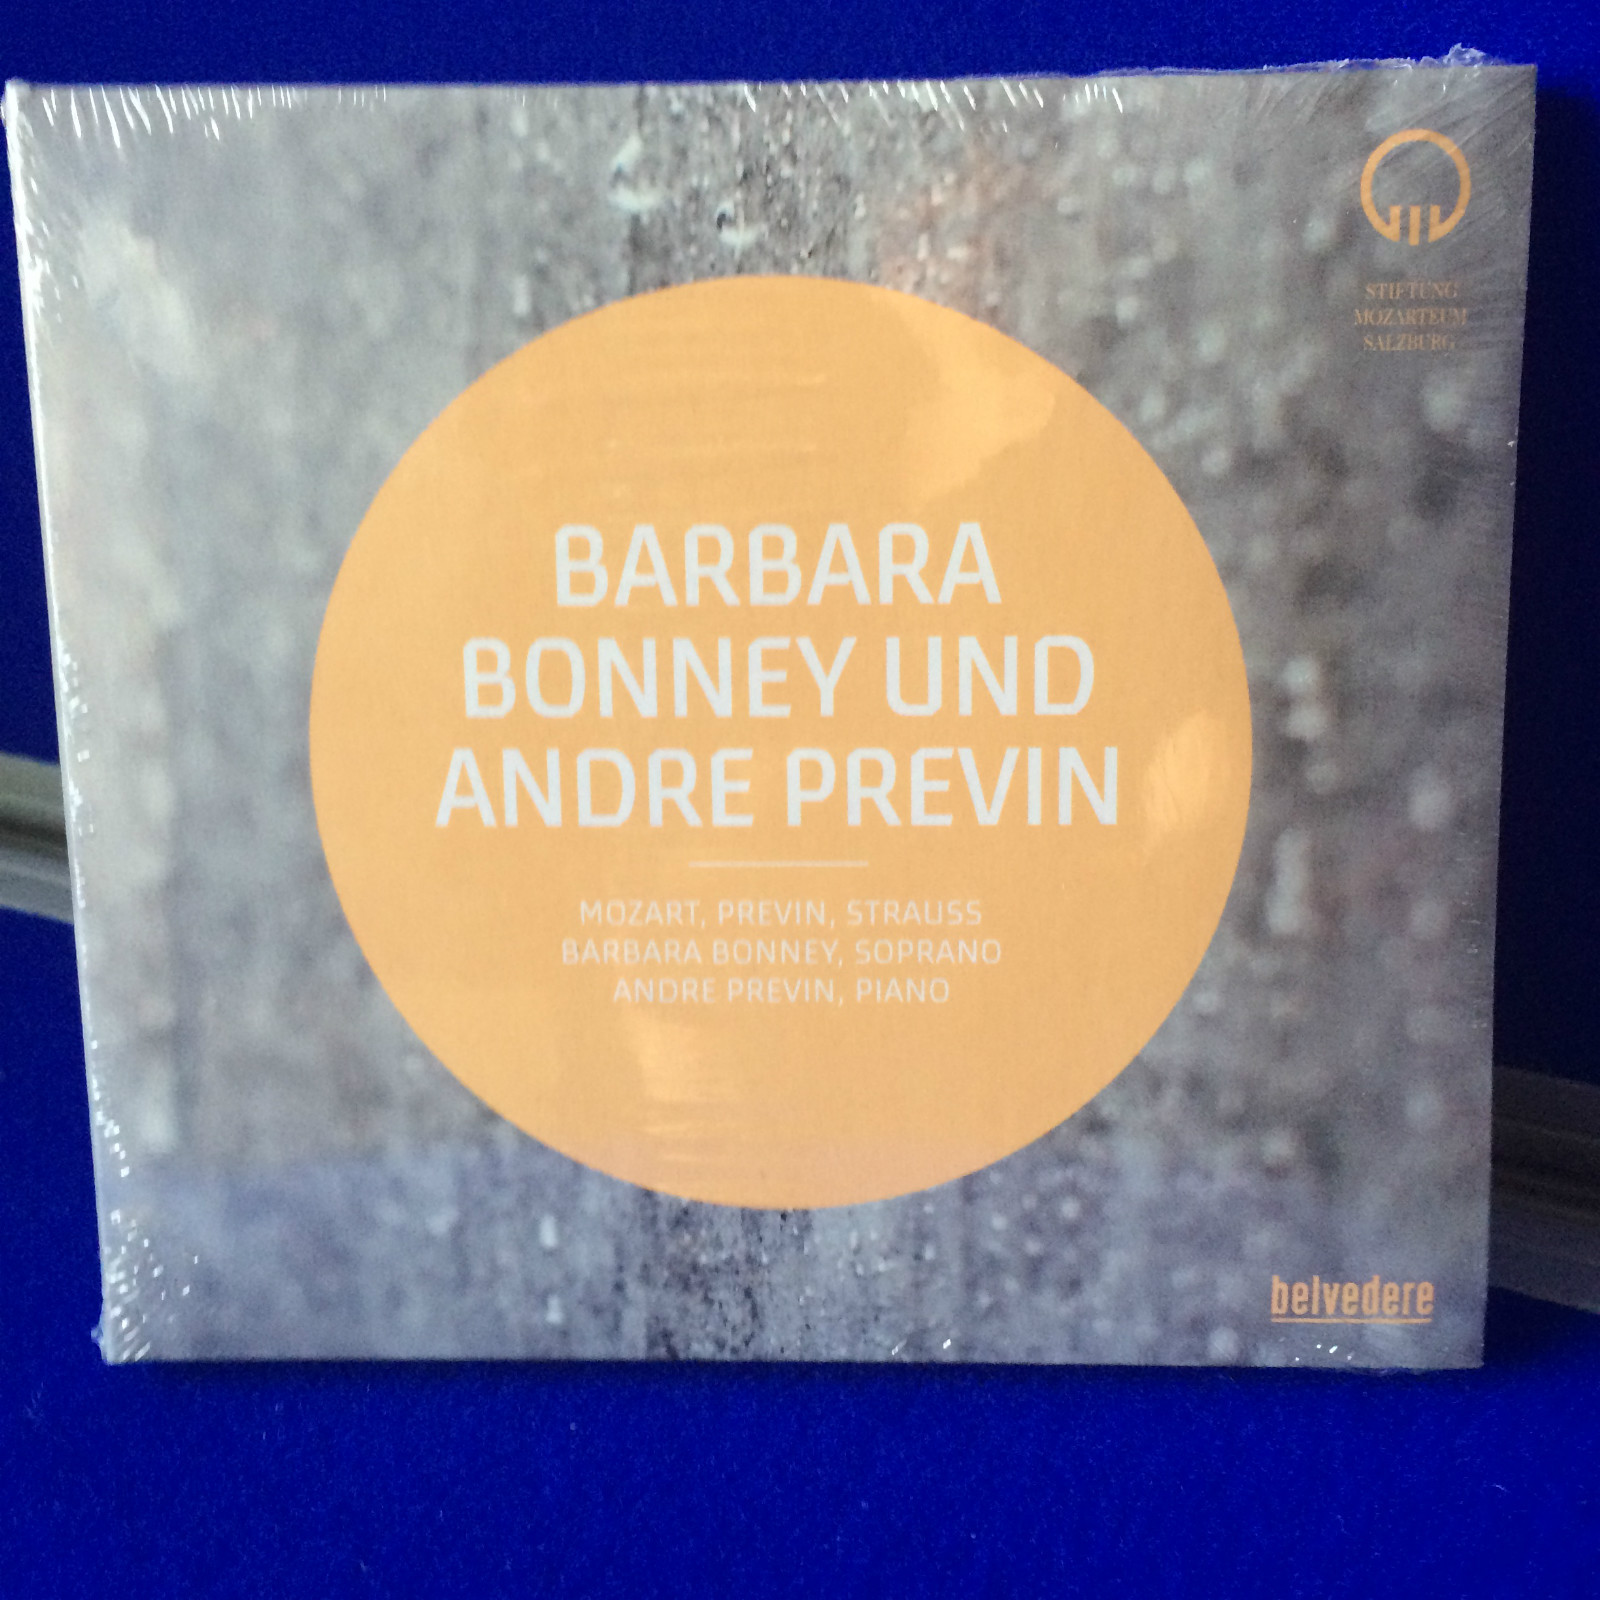 STIFTUNG
MOZARTEUM
SALZBURG
BARBARA
BONNEY UND
ANDRE PREVIN
MOZART, PREVIN, STRAUSS
BARBARA BONNEY, SOPRANO
ANDRE PREVIN, PIANO
belvedere